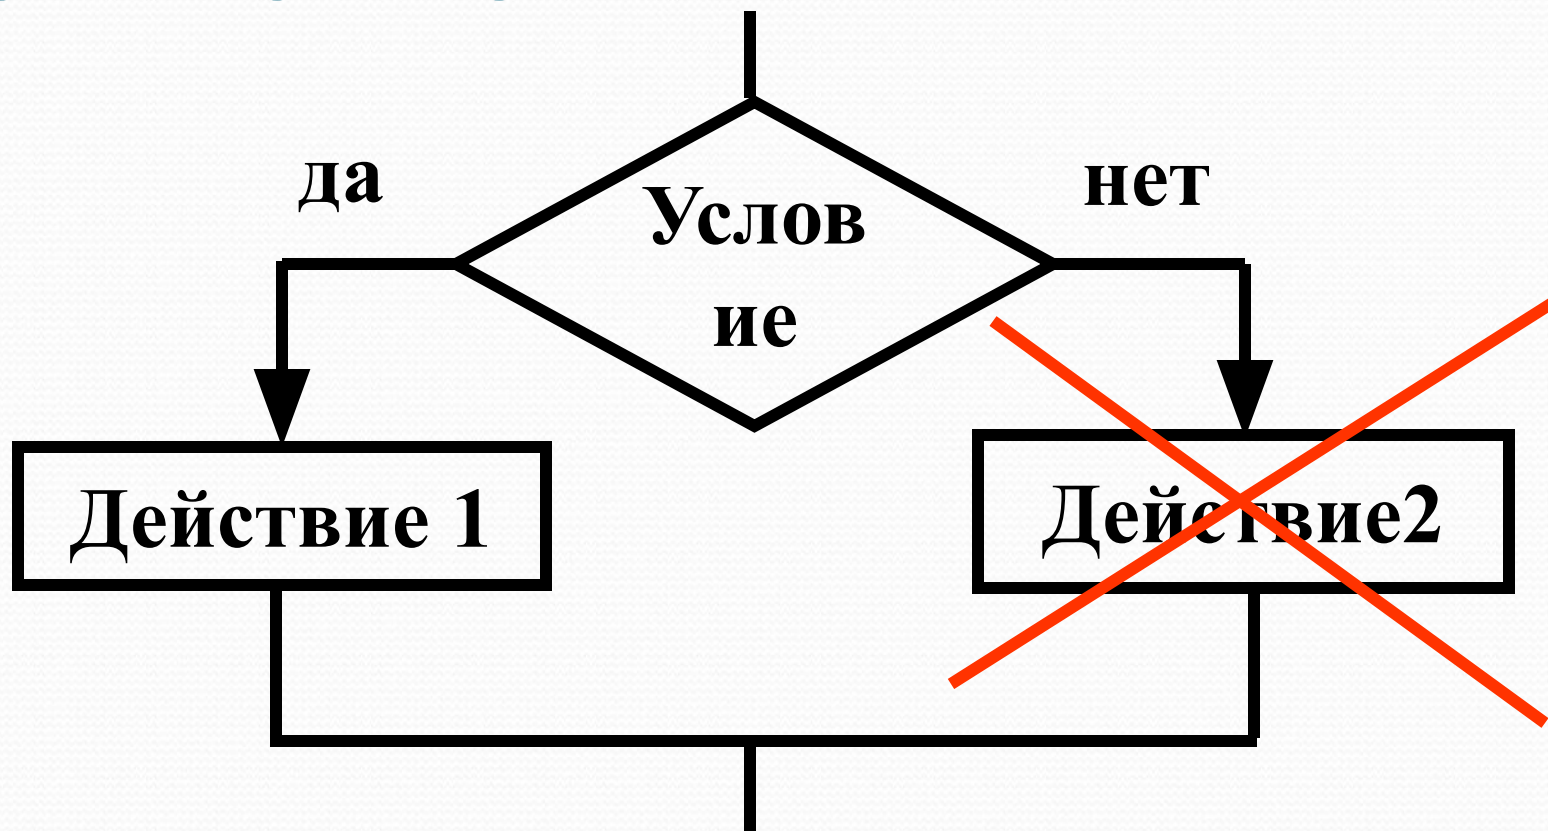 да
нет
Услов
ие
Действие 1
Действие2